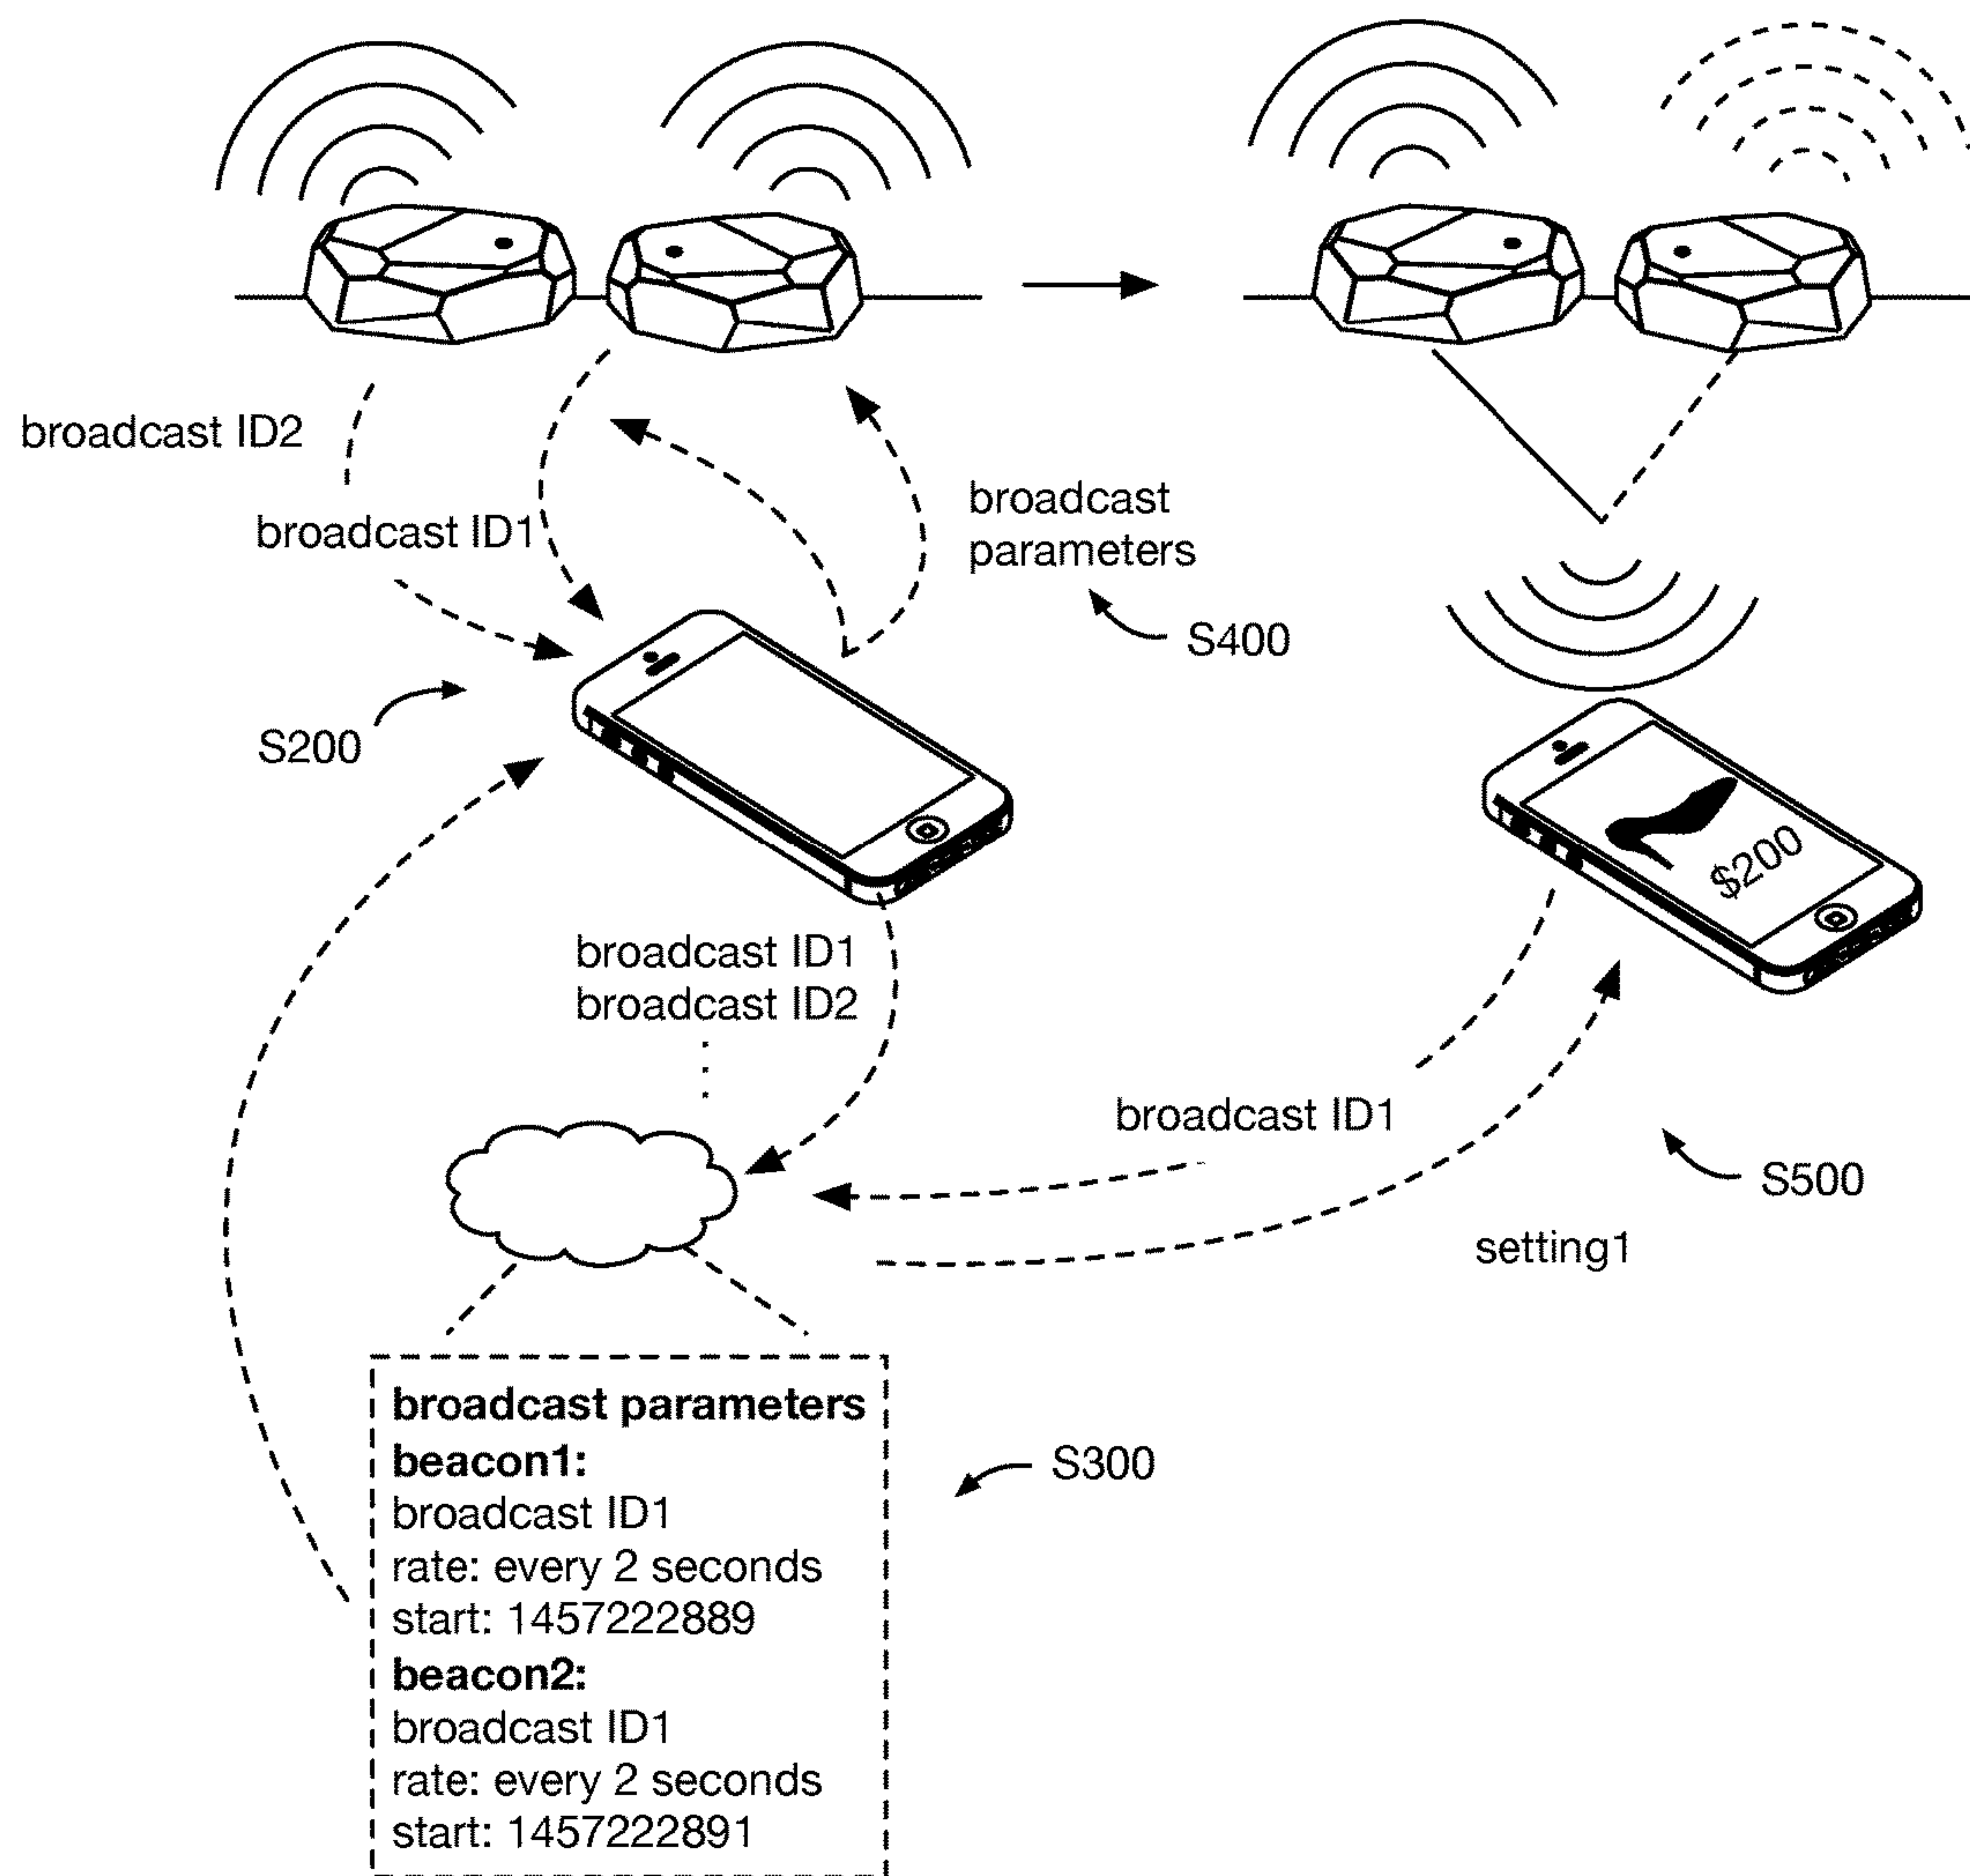 broadcast ID2
broadcast ID1
broadcast
parameters
S400
S200
$200
broadcast ID1
broadcast ID2
broadcast ID1
S500
setting1
broadcast parameters
beacon1:
broadcast ID1
rate: every 2 seconds
start: 1457222889
beacon2:
broadcast ID1
rate: every 2 seconds
start: 1457222891
S300